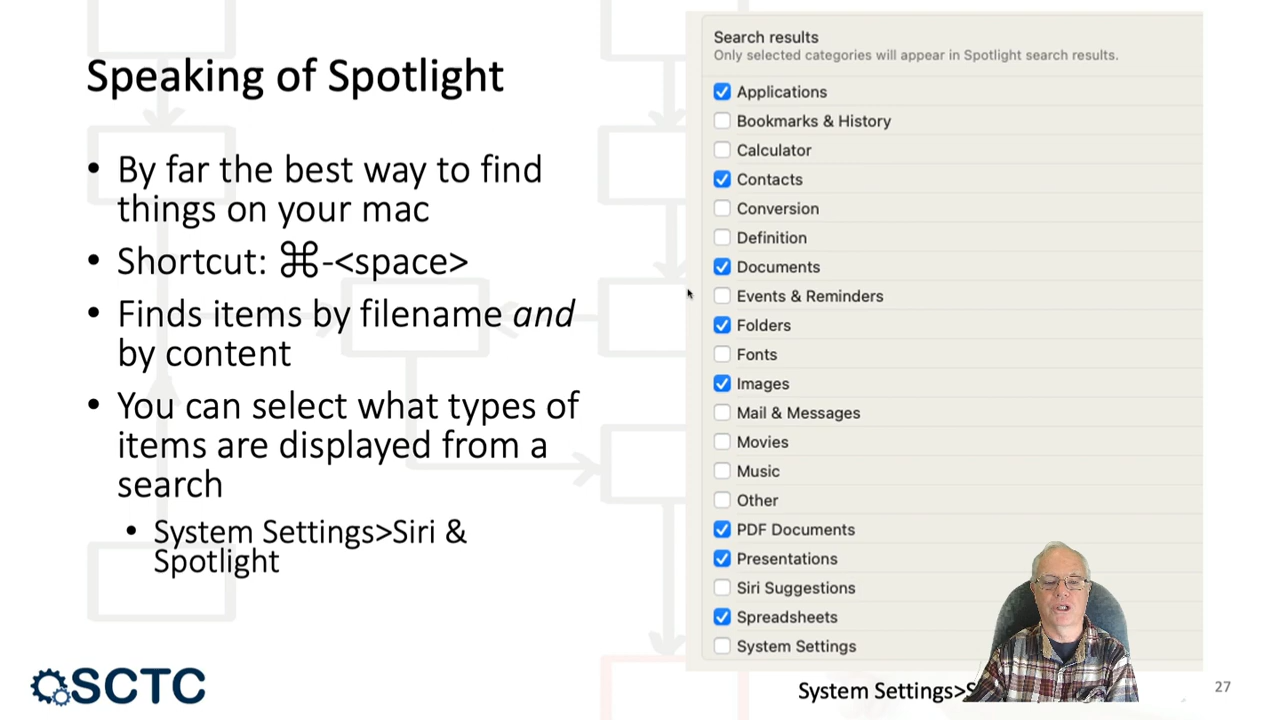 Speaking of Spotlight
• By far the best way to find
things on your mac
• Shortcut: ⌘-<space>
• Finds items by filename and
by content
• You can select what types of
items are displayed from a
search
• System Settings>Siri &
Spotlight
SCTC
Search results
Only selected categories will appear in Spotlight search results.
Applications
Bookmarks & History
Calculator
Contacts
Conversion
Definition
Documents
Events & Reminders
Folders
Fonts
Images
Mail & Messages
Movies
Music
Other
PDF Documents
Presentations
Siri Suggestions
Spreadsheets
System Settings
System Settings>S
27